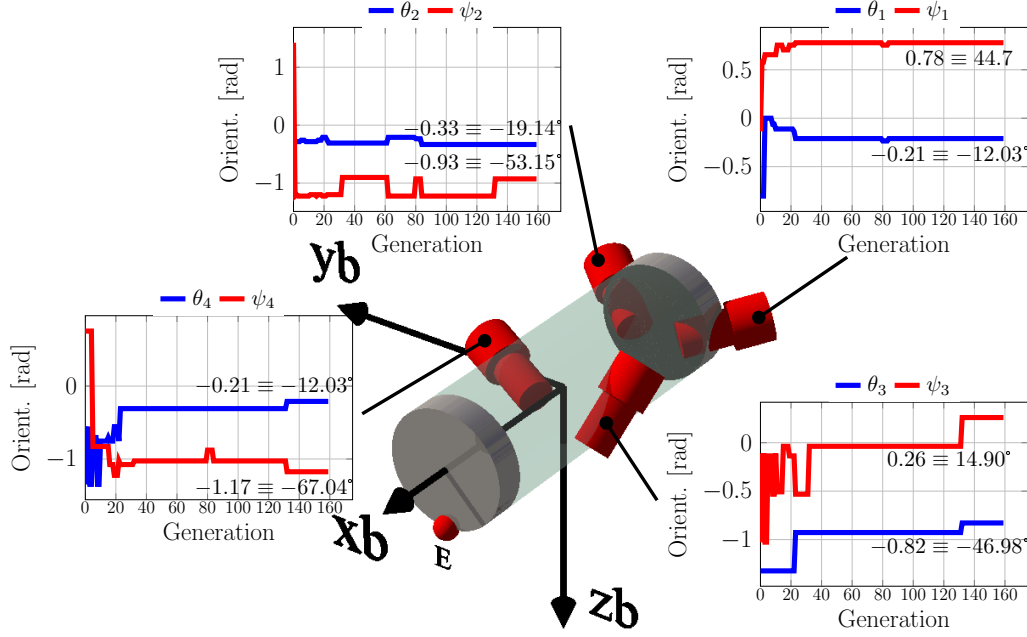 θ₂ ψ₂
1
0
−1
Orient. [rad]
−0.33 ≡ −19.14°
−0.93 ≡ −53.15°
0 20 40 60 80 100 120 140 160
Generation
θ₁ ψ₁
0.5
0
−0.5
Orient. [rad]
0.78 ≡ 44.7
−0.21 ≡ −12.03°
0 20 40 60 80 100 120 140 160
Generation
yb
θ₄ ψ₄
0
−1
Orient. [rad]
−0.21 ≡ −12.03°
−1.17 ≡ −67.04°
0 20 40 60 80 100 120 140 160
Generation
xb
E
zb
θ₃ ψ₃
0
−0.5
−1
Orient. [rad]
0.26 ≡ 14.90°
−0.82 ≡ −46.98°
0 20 40 60 80 100 120 140 160
Generation